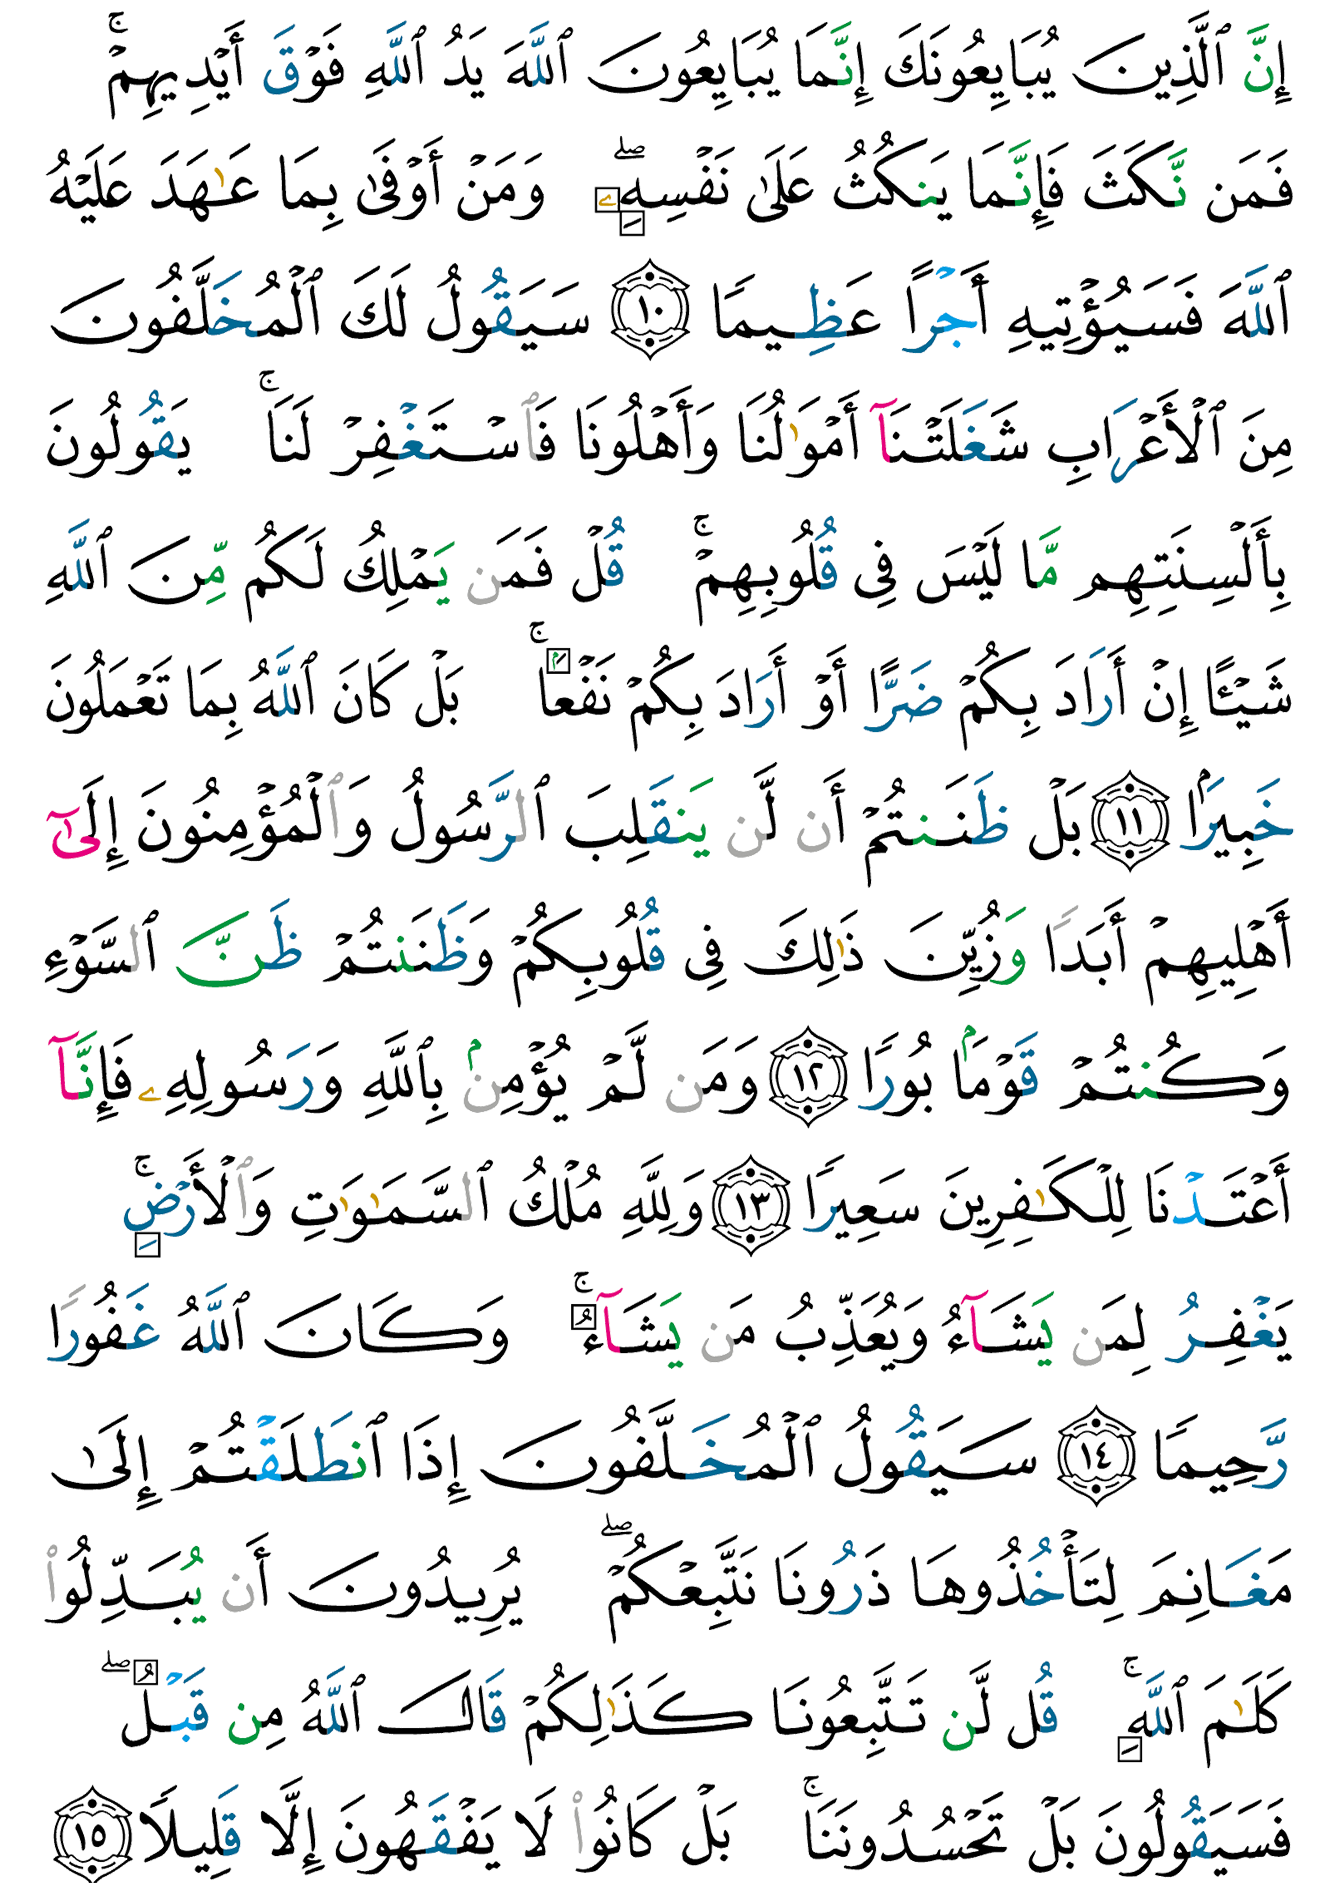 إِنَّ ٱلَّذِينَ يُبَايِعُونَكَ إِنَّمَا يُبَايِعُونَ ٱللَّهَ يَدُ ٱللَّهِ فَوْقَ أَيْدِيهِمْۚ
فَمَن نَّكَثَ فَإِنَّمَا يَنكُثُ عَلَىٰ نَفْسِهِۦۖ وَمَنْ أَوْفَىٰ بِمَا عَٰهَدَ عَلَيْهُ
ٱللَّهَ فَسَيُؤْتِيهِ أَجْرًا عَظِيمًا ١٠ سَيَقُولُ لَكَ ٱلْمُخَلَّفُونَ
مِنَ ٱلْأَعْرَابِ شَغَلَتْنَآ أَمْوَٰلُنَا وَأَهْلُونَا فَٱسْتَغْفِرْ لَنَاۚ يَقُولُونَ
بِأَلْسِنَتِهِم مَّا لَيْسَ فِى قُلُوبِهِمْۚ قُلْ فَمَن يَمْلِكُ لَكُم مِّنَ ٱللَّهِ
شَيْـًٔا إِنْ أَرَادَ بِكُمْ ضَرًّا أَوْ أَرَادَ بِكُمْ نَفْعَۢاۚ بَلْ كَانَ ٱللَّهُ بِمَا تَعْمَلُونَ
خَبِيرَۢا ١١ بَلْ ظَنَنتُمْ أَن لَّن يَنقَلِبَ ٱلرَّسُولُ وَٱلْمُؤْمِنُونَ إِلَىٰٓ
أَهْلِيهِمْ أَبَدًا وَزُيِّنَ ذَٰلِكَ فِى قُلُوبِكُمْ وَظَنَنتُمْ ظَنَّ ٱلسَّوْءِ
وَكُنتُمْ قَوْمَۢا بُورًا ١٢ وَمَن لَّمْ يُؤْمِنۢ بِٱللَّهِ وَرَسُولِهِۦ فَإِنَّآ
أَعْتَدْنَا لِلْكَٰفِرِينَ سَعِيرًا ١٣ وَلِلَّهِ مُلْكُ ٱلسَّمَٰوَٰتِ وَٱلْأَرْضِۚ
يَغْفِرُ لِمَن يَشَآءُ وَيُعَذِّبُ مَن يَشَآءُۚ وَكَانَ ٱللَّهُ غَفُورًا
رَّحِيمًا ١٤ سَيَقُولُ ٱلْمُخَلَّفُونَ إِذَا ٱنطَلَقْتُمْ إِلَىٰ
مَغَانِمَ لِتَأْخُذُوهَا ذَرُونَا نَتَّبِعْكُمْۖ يُرِيدُونَ أَن يُبَدِّلُوا۟
كَلَٰمَ ٱللَّهِۚ قُل لَّن تَتَّبِعُونَا كَذَٰلِكُمْ قَالَ ٱللَّهُ مِن قَبْلُۖ
فَسَيَقُولُونَ بَلْ تَحْسُدُونَنَاۚ بَلْ كَانُوا۟ لَا يَفْقَهُونَ إِلَّا قَلِيلًا ١٥